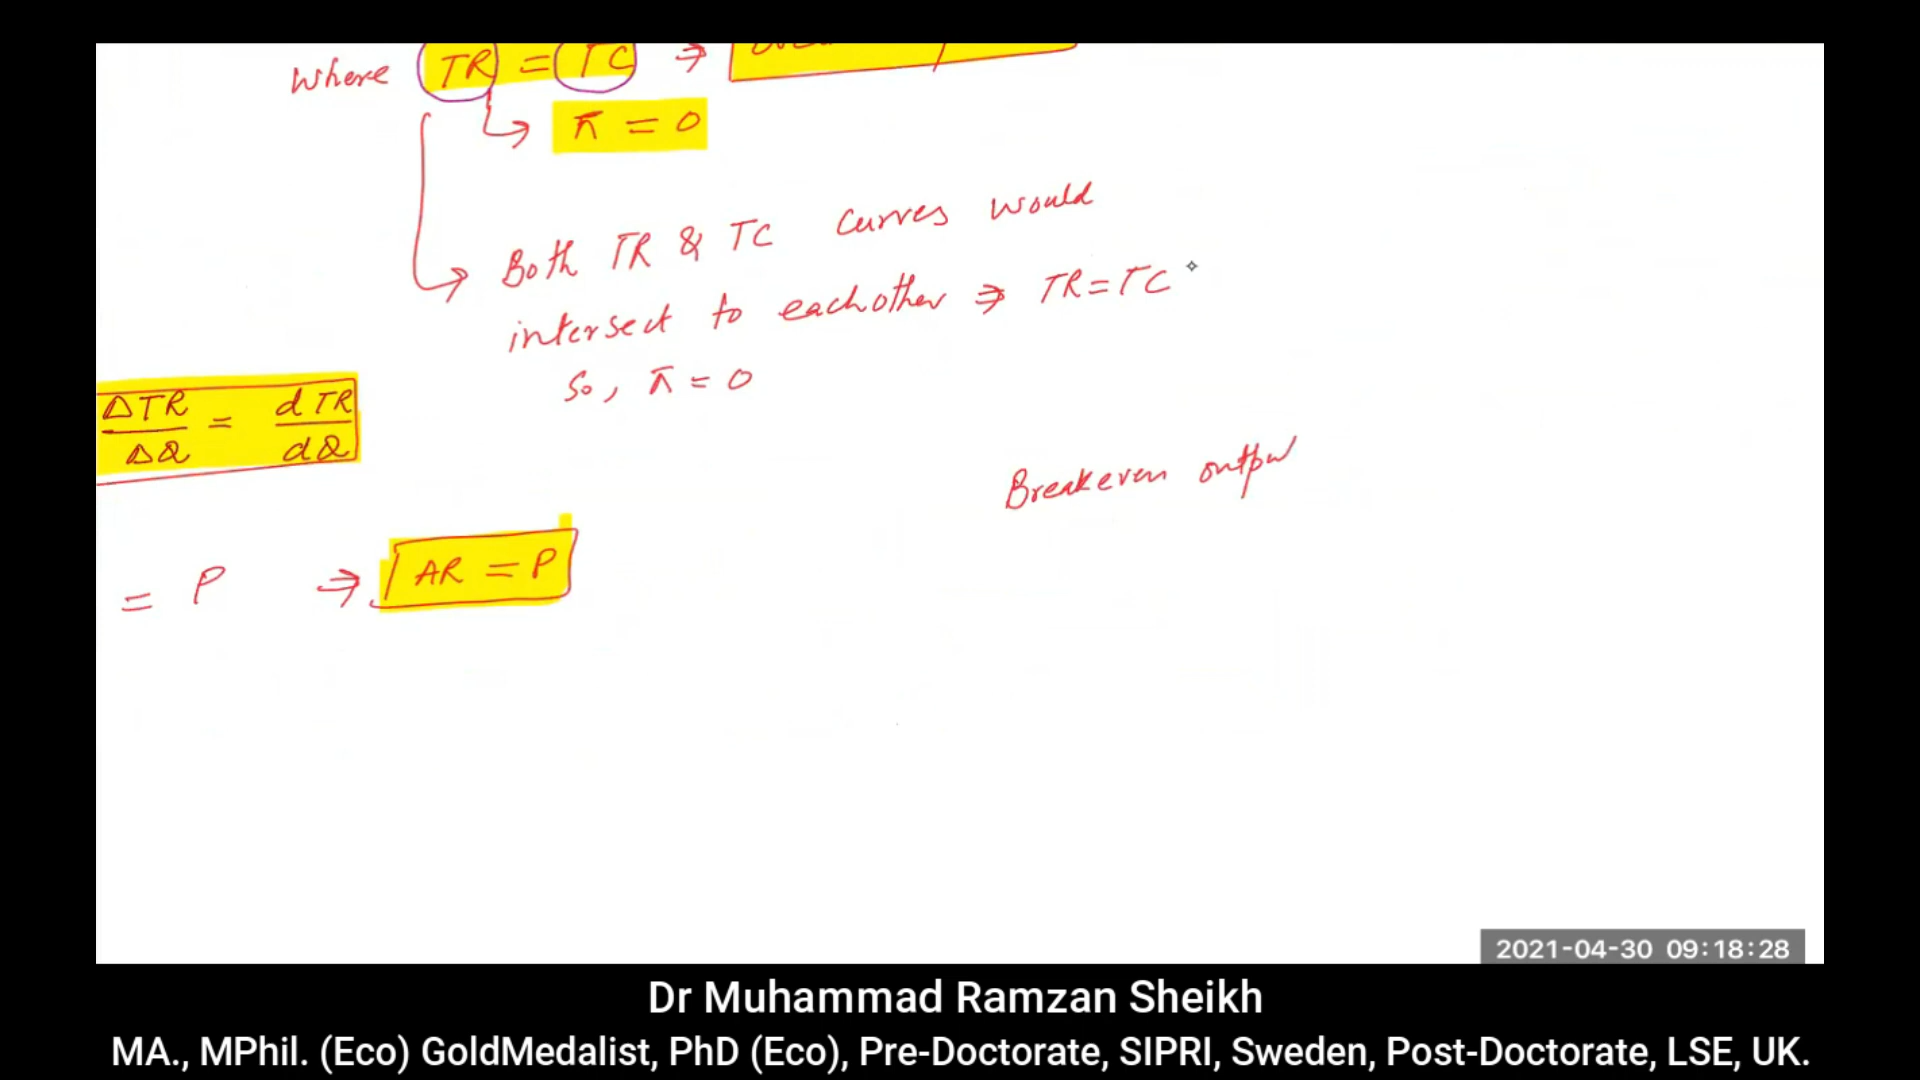 where TR = TC ⇒
π = 0
Both TR & TC curves would
intersect to eachother ⇒ TR = TC
So, π = 0
ΔTR/ΔQ = dTR/dQ
Breakeven outpu
= P ⇒ AR = P
2021-04-30 09:18:28
Dr Muhammad Ramzan Sheikh
MA., MPhil. (Eco) GoldMedalist, PhD (Eco), Pre-Doctorate, SIPRI, Sweden, Post-Doctorate, LSE, UK.